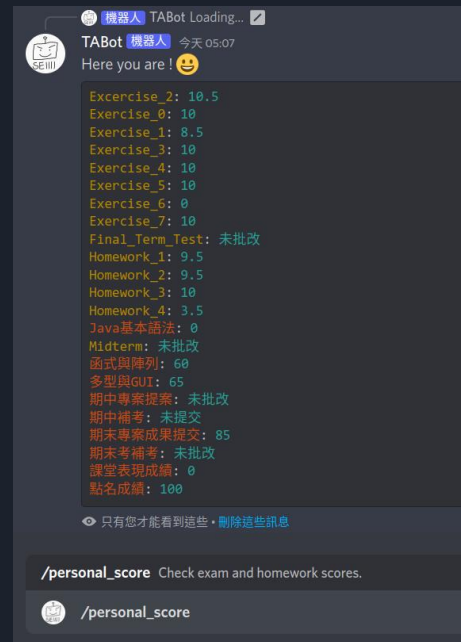 機器人 TABot Loading...
TABot 機器人 今天 05:07
Here you are !
Excercise_2: 10.5
Exercise_0: 10
Exercise_1: 8.5
Exercise_3: 10
Exercise_4: 10
Exercise_5: 10
Exercise_6: 0
Exercise_7: 10
Final_Term_Test: 未批改
Homework_1: 9.5
Homework_2: 9.5
Homework_3: 10
Homework_4: 3.5
Java基本語法: 0
Midterm: 未批改
函式與陣列: 60
多型與GUI: 65
期中專案提案: 未批改
期中補考: 未提交
期末專案成果提交: 85
期末考補考: 未批改
課堂表現成績: 0
點名成績: 100
只有您才能看到這些 • 刪除這些訊息
/personal_score Check exam and homework scores.
/personal_score